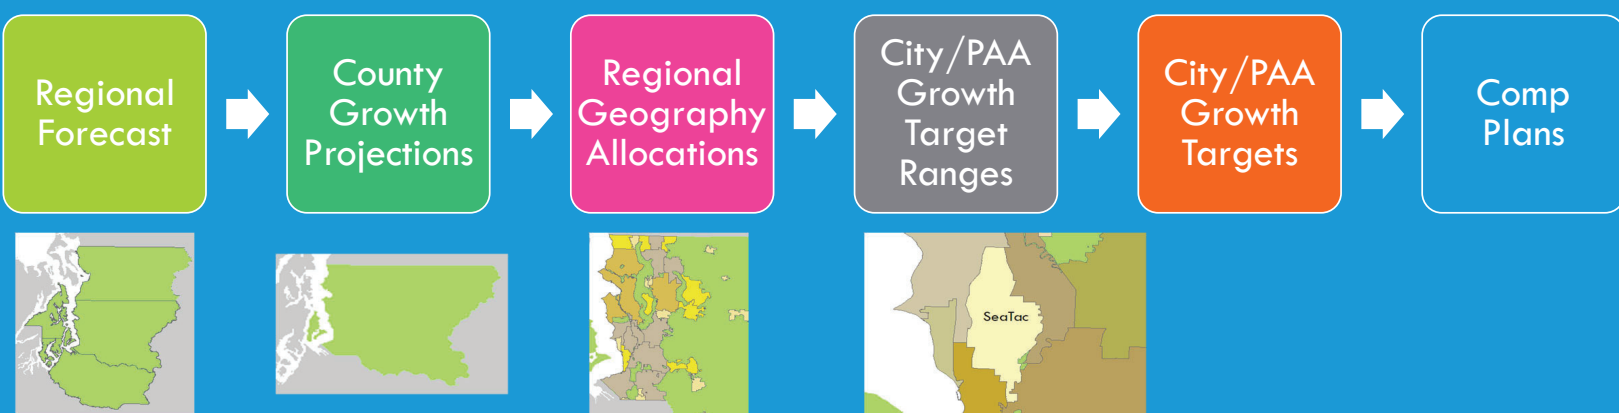 Regional
Forecast
County
Growth
Projections
Regional
Geography
Allocations
City/PAA
Growth
Target
Ranges
City/PAA
Growth
Targets
Comp
Plans
SeaTac